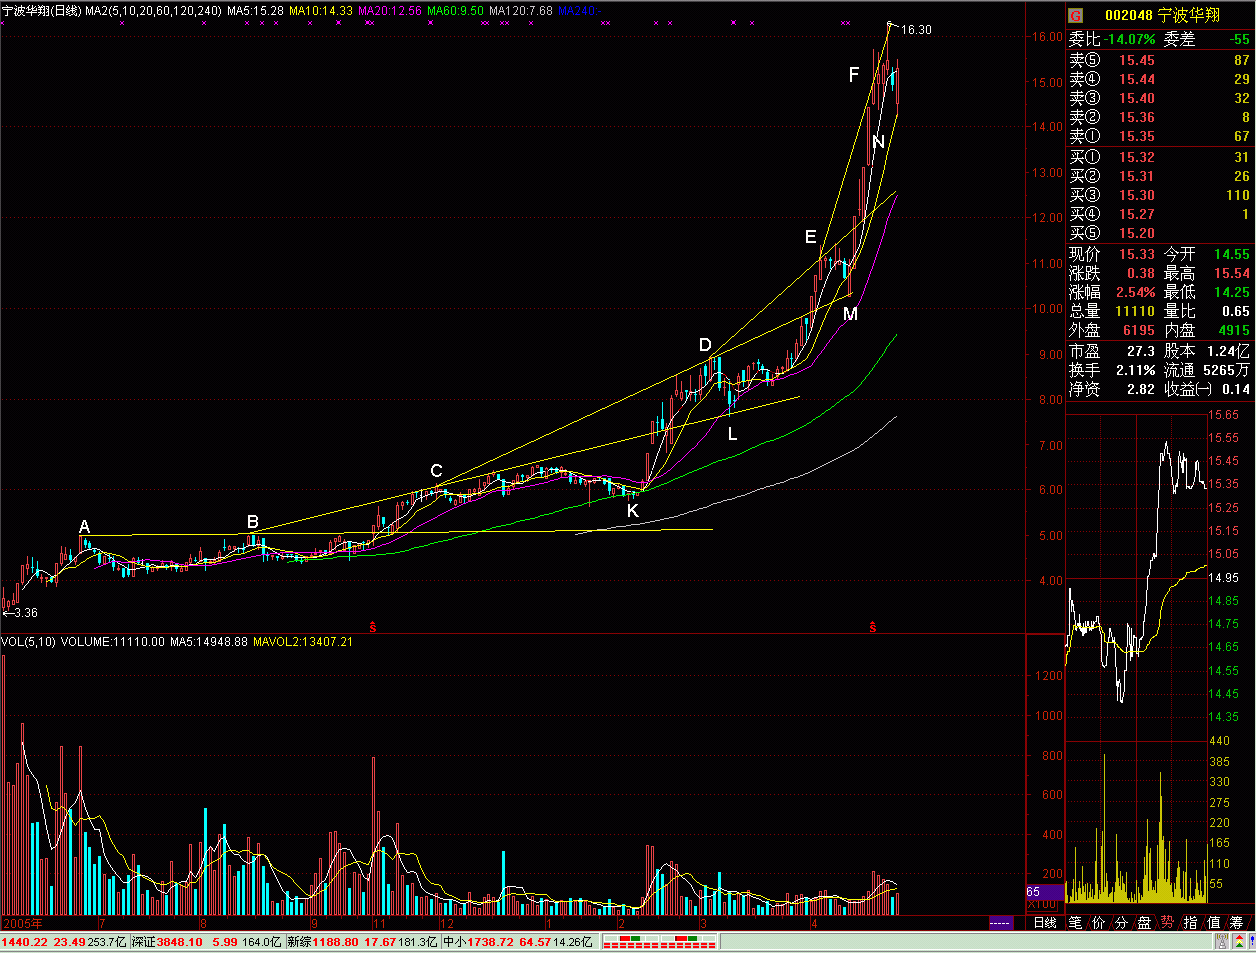 宁波华翔(日线) MA2(5,10,20,60,120,240) MA5:15.28 MA10:14.33 MA20:12.56 MA60:9.50 MA120:7.68 MA240:
16.30
16.00
15.00
14.00
13.00
12.00
11.00
10.00
9.00
8.00
7.00
6.00
5.00
4.00
F
N
E
M
D
L
C
K
B
A
←3.36
S
S
VOL(5,10) VOLUME:11110.00 MA5:14948.88 MAVOL2:13407.21
1200
1000
800
600
400
200
65
X100
2005年 7 8 9 11 12 1 2 3 4
日线
G 002048 宁波华翔
委比 -14.07% 委差 -55
卖⑤ 15.45 87
卖④ 15.44 29
卖③ 15.40 32
卖② 15.36 8
卖① 15.35 67
买① 15.32 31
买② 15.31 26
买③ 15.30 110
买④ 15.27 1
买⑤ 15.20
现价 15.33 今开 14.55
涨跌 0.38 最高 15.54
涨幅 2.54% 最低 14.25
总量 11110 量比 0.65
外盘 6195 内盘 4915
市盈 27.3 股本 1.24亿
换手 2.11% 流通 5265万
净资 2.82 收益㈠ 0.14
15.65
15.55
15.45
15.35
15.25
15.15
15.05
14.95
14.85
14.75
14.65
14.55
14.45
14.35
440
385
330
275
220
165
110
55
笔 价 分 盘 势 指 值 筹
1440.22 23.49 253.7亿 深证3848.10 5.99 164.0亿 新综1188.80 17.67 181.3亿 中小1738.72 64.57 14.26亿